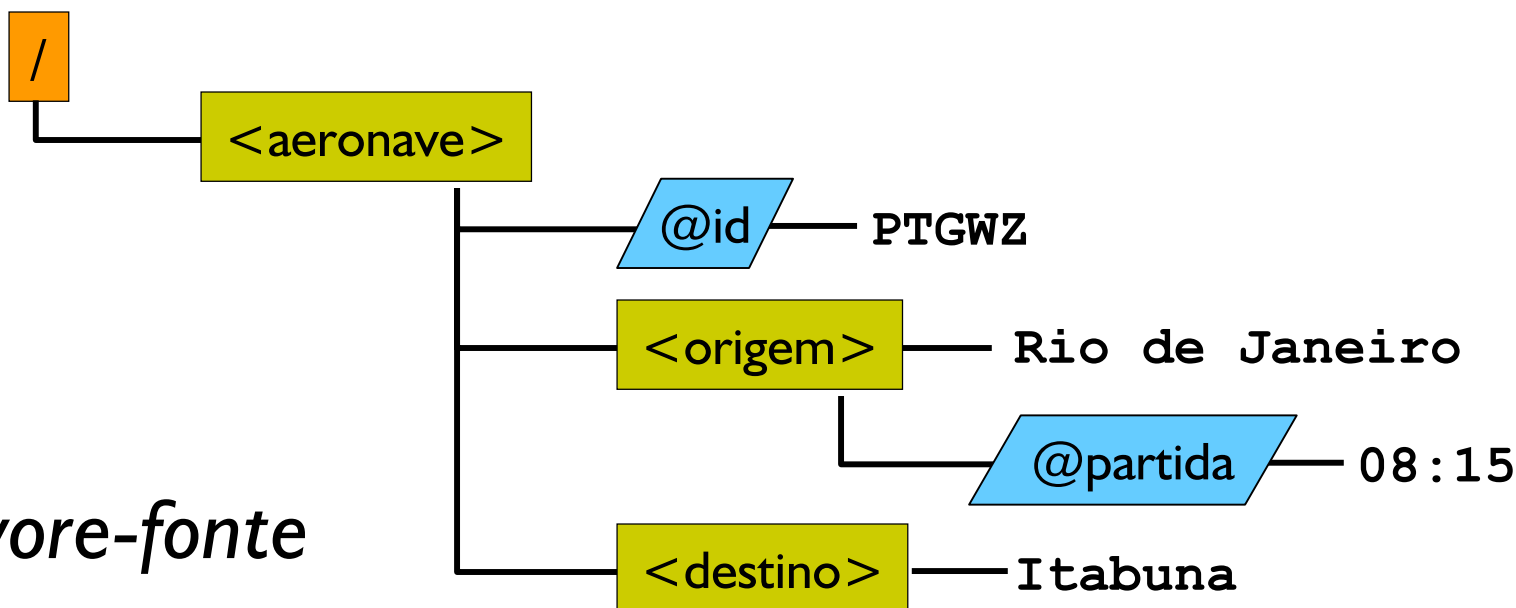 /
<aeronave>
@id PTGWZ
<origem> Rio de Janeiro
@partida 08:15
vore-fonte
<destino> Itabuna